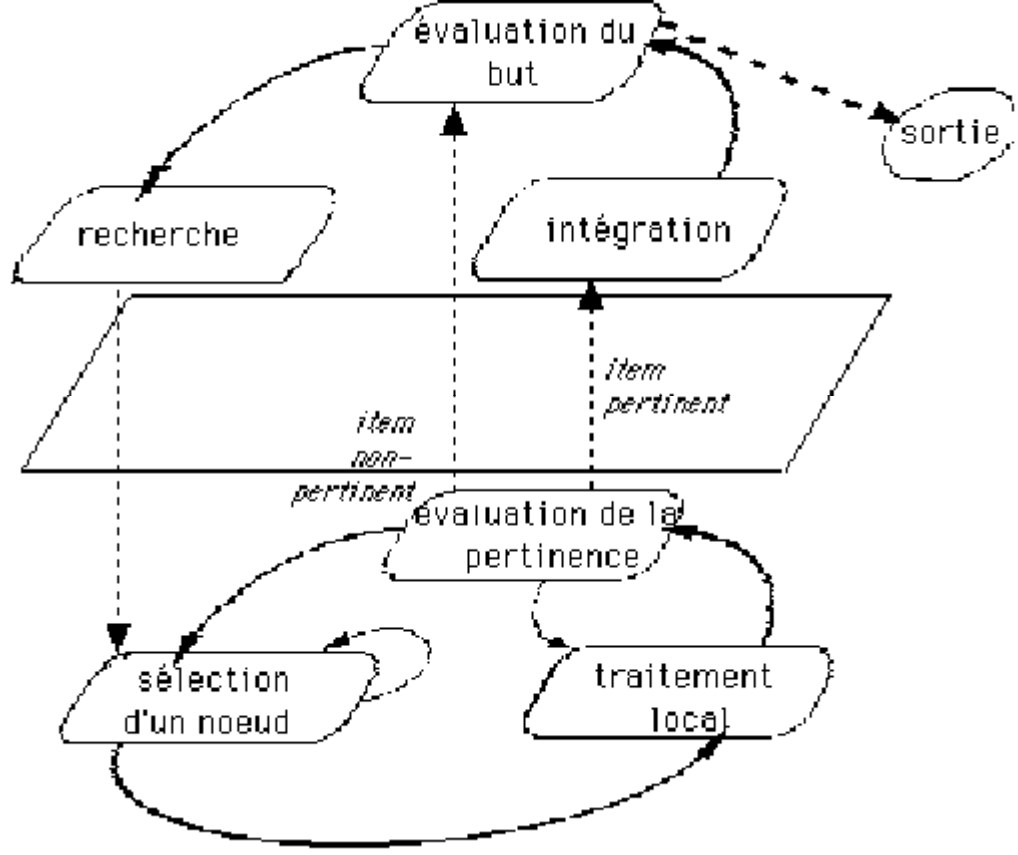 évaluation du
but
sortie
recherche
intégration
item
pertinent
item
non-
pertinent
évaluation de la
pertinence
sélection
d'un noeud
traitement
local